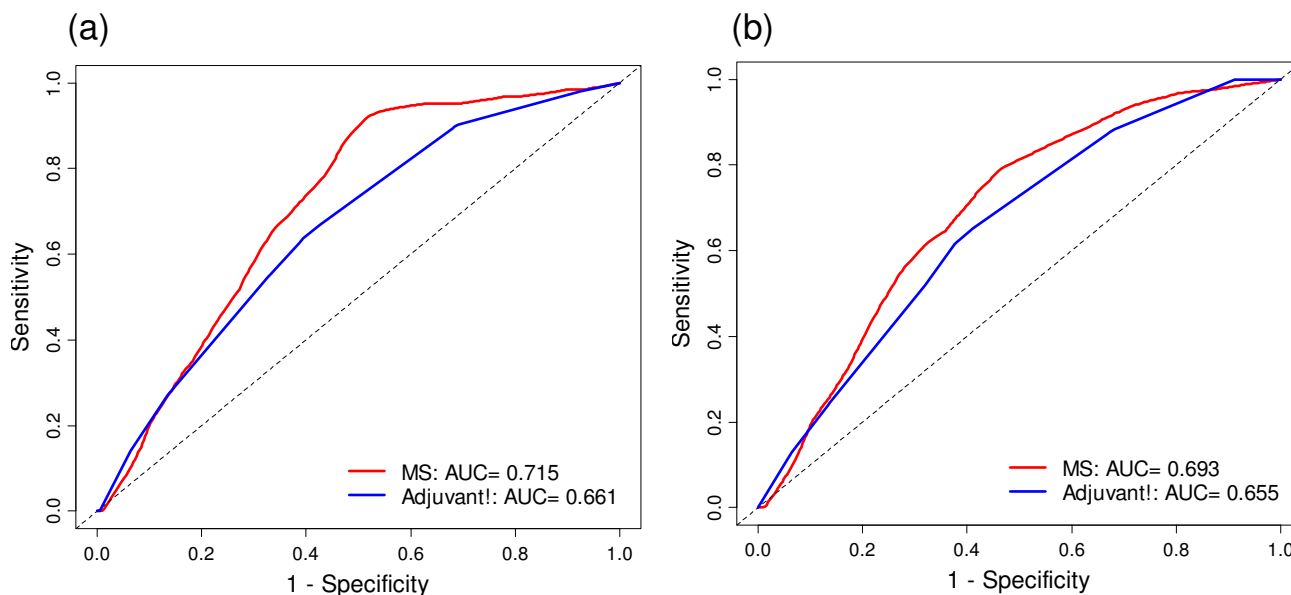 (a)
1.0
0.8
0.6
0.4
0.2
0.0
Sensitivity
0.0 0.2 0.4 0.6 0.8 1.0
1 - Specificity
MS: AUC= 0.715
Adjuvant!: AUC= 0.661
(b)
1.0
0.8
0.6
0.4
0.2
0.0
Sensitivity
0.0 0.2 0.4 0.6 0.8 1.0
1 - Specificity
MS: AUC= 0.693
Adjuvant!: AUC= 0.655